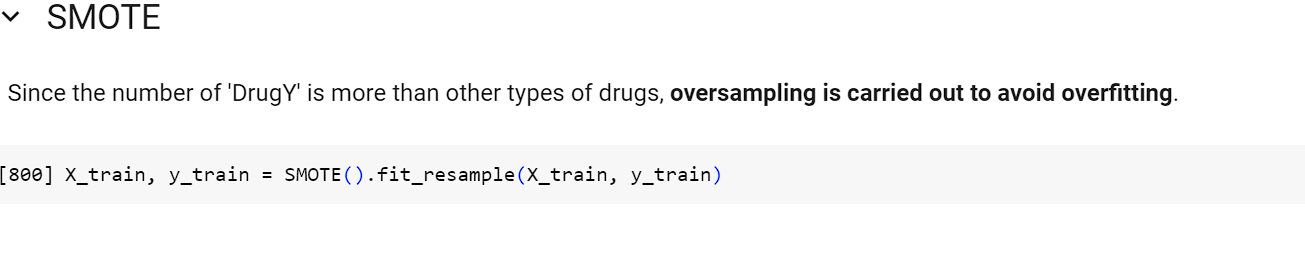 SMOTE
Since the number of 'DrugY' is more than other types of drugs, oversampling is carried out to avoid overfitting.
[800] X_train, y_train = SMOTE().fit_resample(X_train, y_train)